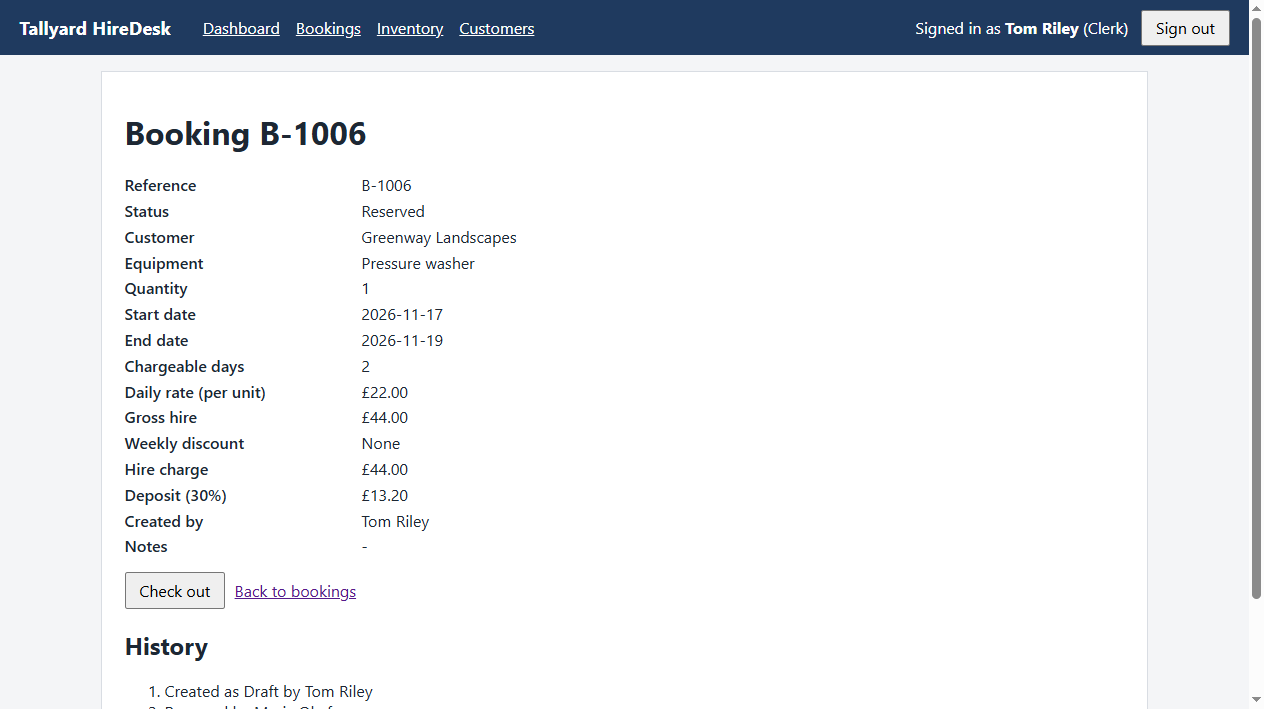 Tallyard HireDesk Dashboard Bookings Inventory Customers Signed in as Tom Riley (Clerk) Sign out
Booking B-1006
Reference B-1006
Status Reserved
Customer Greenway Landscapes
Equipment Pressure washer
Quantity 1
Start date 2026-11-17
End date 2026-11-19
Chargeable days 2
Daily rate (per unit) £22.00
Gross hire £44.00
Weekly discount None
Hire charge £44.00
Deposit (30%) £13.20
Created by Tom Riley
Notes -
Check out Back to bookings
History
1. Created as Draft by Tom Riley